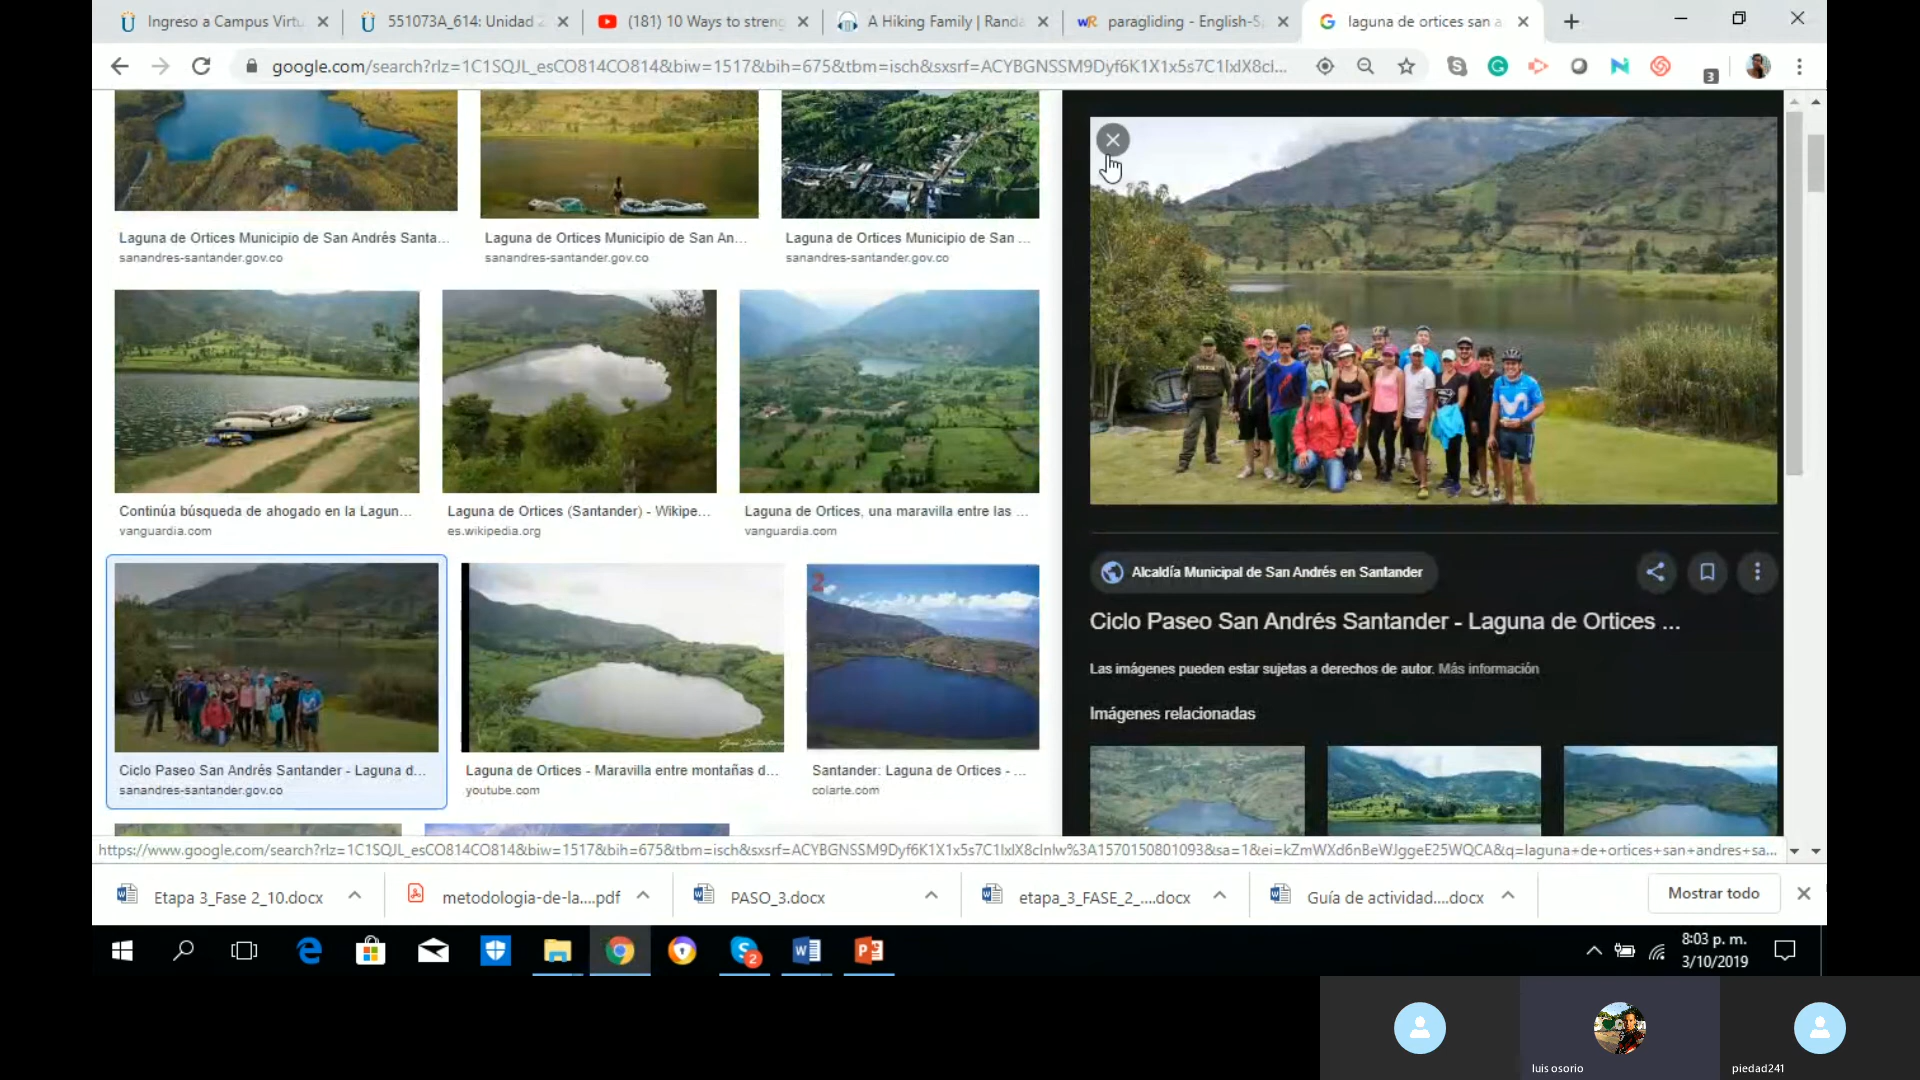 Ingreso a Campus Virtu
551073A_614: Unidad 2
(181) 10 Ways to streng
A Hiking Family | Randa
wR paragliding - English-S
laguna de ortices san a
google.com/search?rlz=1C1SQJL_esCO814CO814&biw=1517&bih=675&tbm=isch&sxsrf=ACYBGNSSM9Dyf6K1X1x5s7C1IxlX8ci...
3
Laguna de Ortices Municipio de San Andrés Santa...
sanandres-santander.gov.co
Laguna de Ortices Municipio de San An...
sanandres-santander.gov.co
Laguna de Ortices Municipio de San ...
sanandres-santander.gov.co
Continúa búsqueda de ahogado en la Lagun...
vanguardia.com
Laguna de Ortices (Santander) - Wikipe...
es.wikipedia.org
Laguna de Ortices, una maravilla entre las ...
vanguardia.com
Ciclo Paseo San Andrés Santander - Laguna d...
sanandres-santander.gov.co
Laguna de Ortices - Maravilla entre montañas d...
youtube.com
2
Santander: Laguna de Ortices - ...
colarte.com
POLICIA
Alcaldía Municipal de San Andrés en Santander
Ciclo Paseo San Andrés Santander - Laguna de Ortices ...
Las imágenes pueden estar sujetas a derechos de autor. Más información
Imágenes relacionadas
https://www.google.com/search?rlz=1C1SQJL_esCO814CO814&biw=1517&bih=675&tbm=isch&sxsrf=ACYBGNSSM9Dyf6K1X1x5s7C1IxlX8cInlw%3A1570150801093&sa=1&ei=kZmWXd6nBeWJggeE25WQCA&q=laguna+de+ortices+san+andres+sa...
Etapa 3_Fase 2_10.docx
metodologia-de-la....pdf
PASO_3.docx
etapa_3_FASE_2_....docx
Guía de actividad....docx
Mostrar todo
2
8:03 p. m.
3/10/2019
luis osorio
piedad241